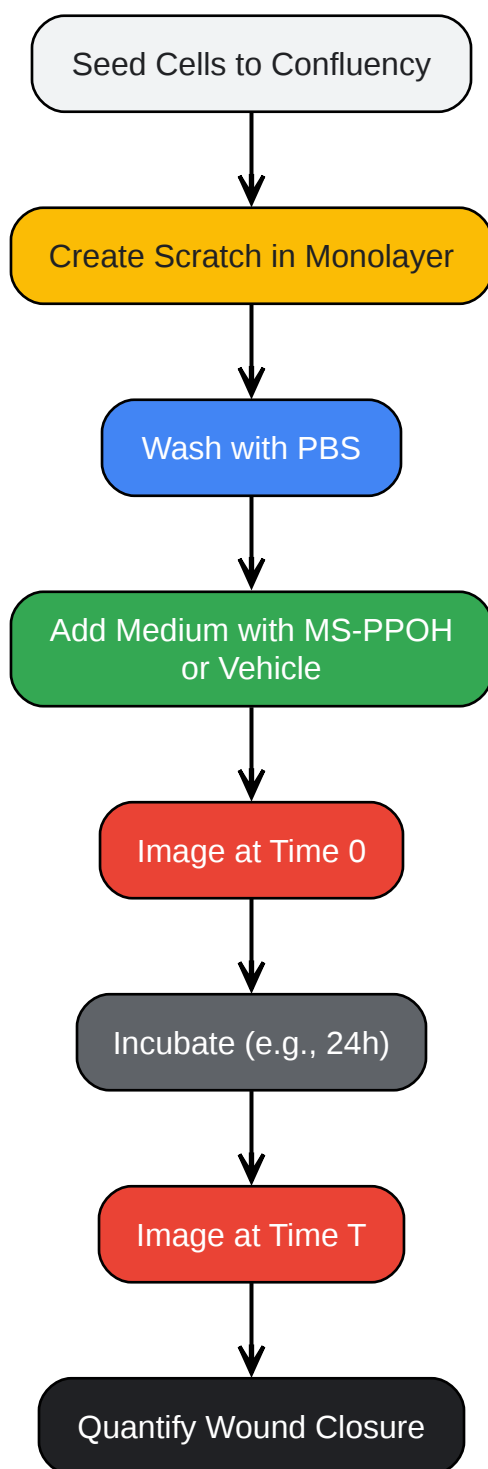 Seed Cells to Confluency
Create Scratch in Monolayer
Wash with PBS
Add Medium with MS-PPOH
or Vehicle
Image at Time 0
Incubate (e.g., 24h)
Image at Time T
Quantify Wound Closure